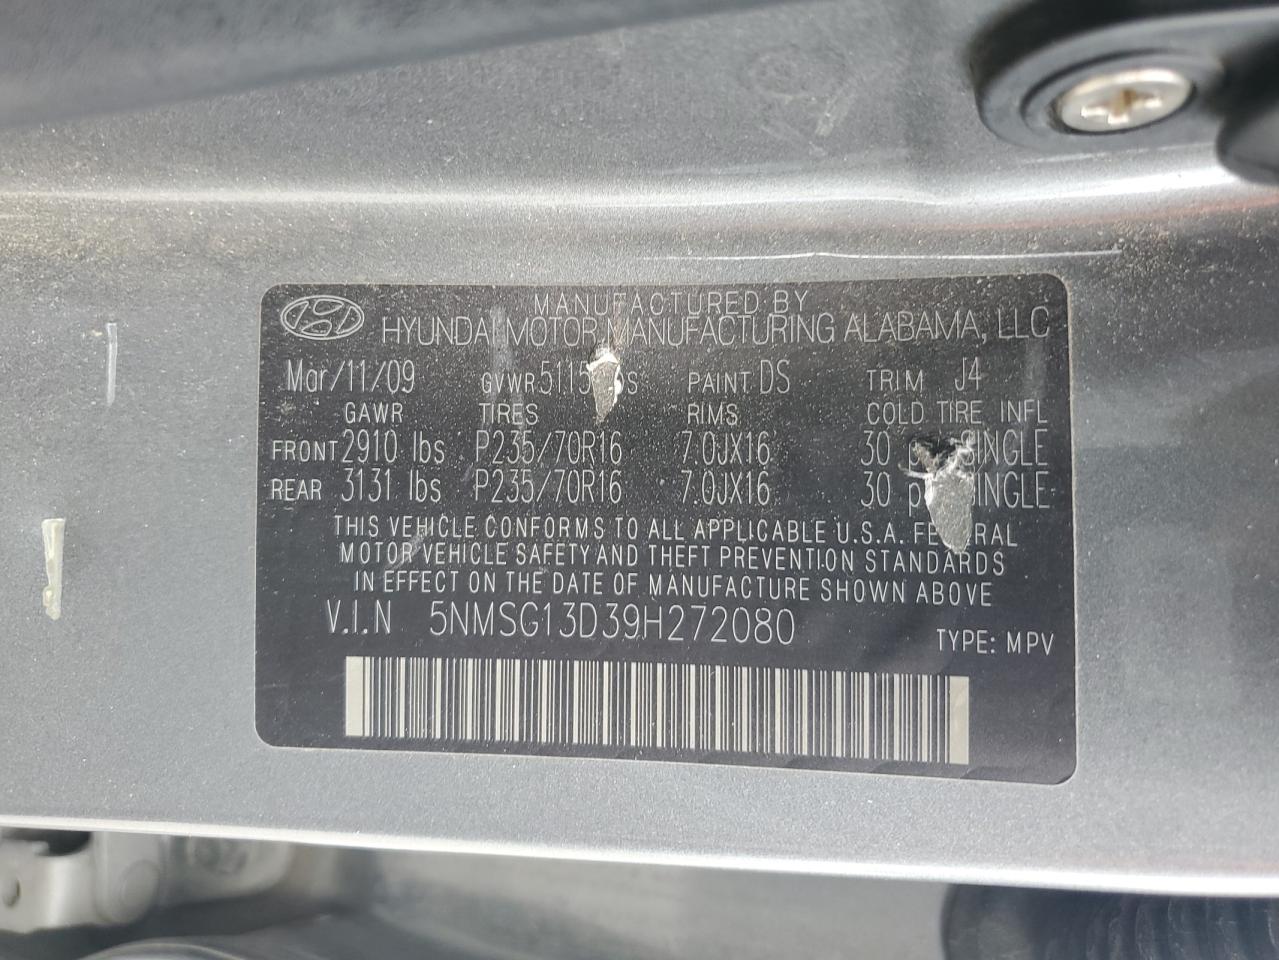 MANUFACTURED BY
HYUNDAI MOTOR MANUFACTURING ALABAMA, LLC
Mar/11/09 GVWR PAINT DS TRIM J4
GAWR TIRES RIMS COLD TIRE INFL
FRONT 2910 lbs P235/70R16 7.0JX16 30 SINGLE
REAR 3131 lbs P235/70R16 7.0JX16 30
THIS VEHICLE CONFORMS TO ALL APPLICABLE U.S.A. FEDERAL
MOTOR VEHICLE SAFETY AND THEFT PREVENTION STANDARDS
IN EFFECT ON THE DATE OF MANUFACTURE SHOWN ABOVE
V.I.N 5NMSG13D39H272080
TYPE: MPV